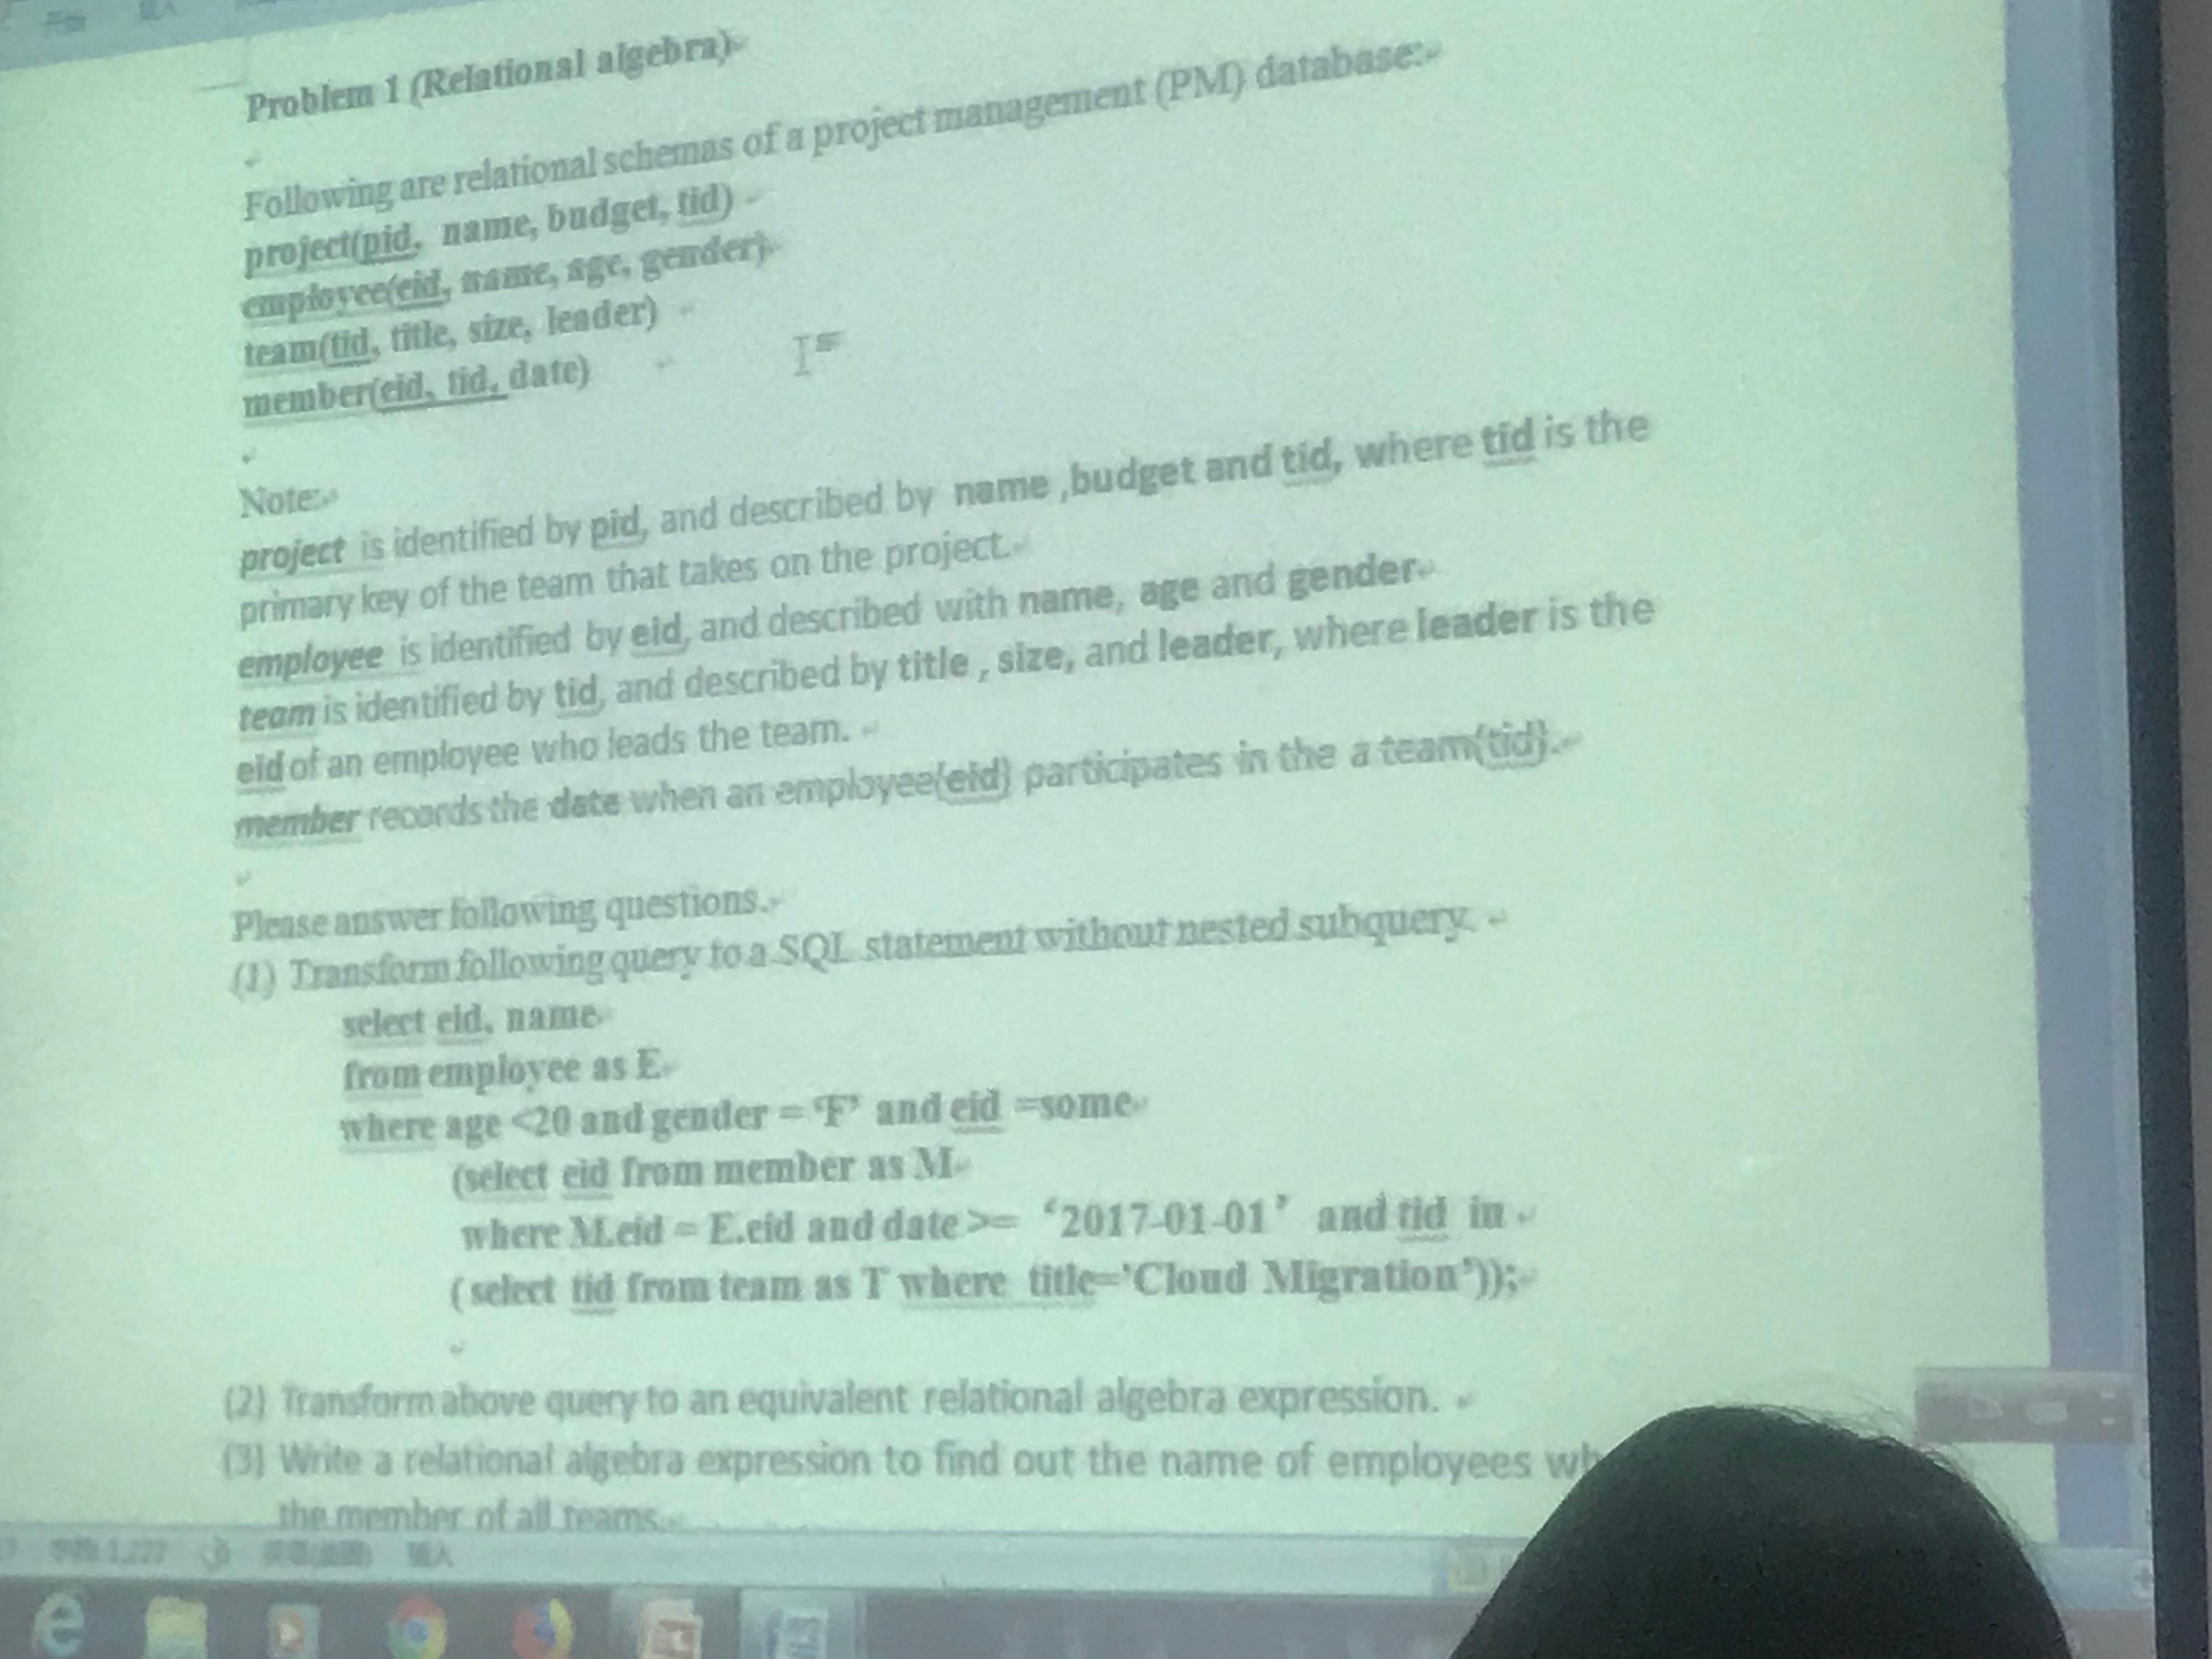 开始 插入
Problem 1 (Relational algebra)
Following are relational schemas of a project management (PM) database:
project(pid, name, budget, tid)
employee(eid, name, age, gender)
team(tid, title, size, leader)
member(eid, tid, date)
Note:
project is identified by pid, and described by name ,budget and tid, where tid is the
primary key of the team that takes on the project.
employee is identified by eid, and described with name, age and gender
team is identified by tid, and described by title , size, and leader, where leader is the
eid of an employee who leads the team.
member records the date when an employee(eid) participates in the a team(tid).
Please answer following questions.
(1) Transform following query to a SQL statement without nested subquery.
select eid, name
from employee as E
where age <20 and gender = ‘F’ and eid =some
(select eid from member as M
where M.eid = E.eid and date >= ‘2017-01-01’ and tid in
( select tid from team as T where title='Cloud Migration’));
(2) Transform above query to an equivalent relational algebra expression.
(3) Write a relational algebra expression to find out the name of employees wh
the member of all teams.
插入